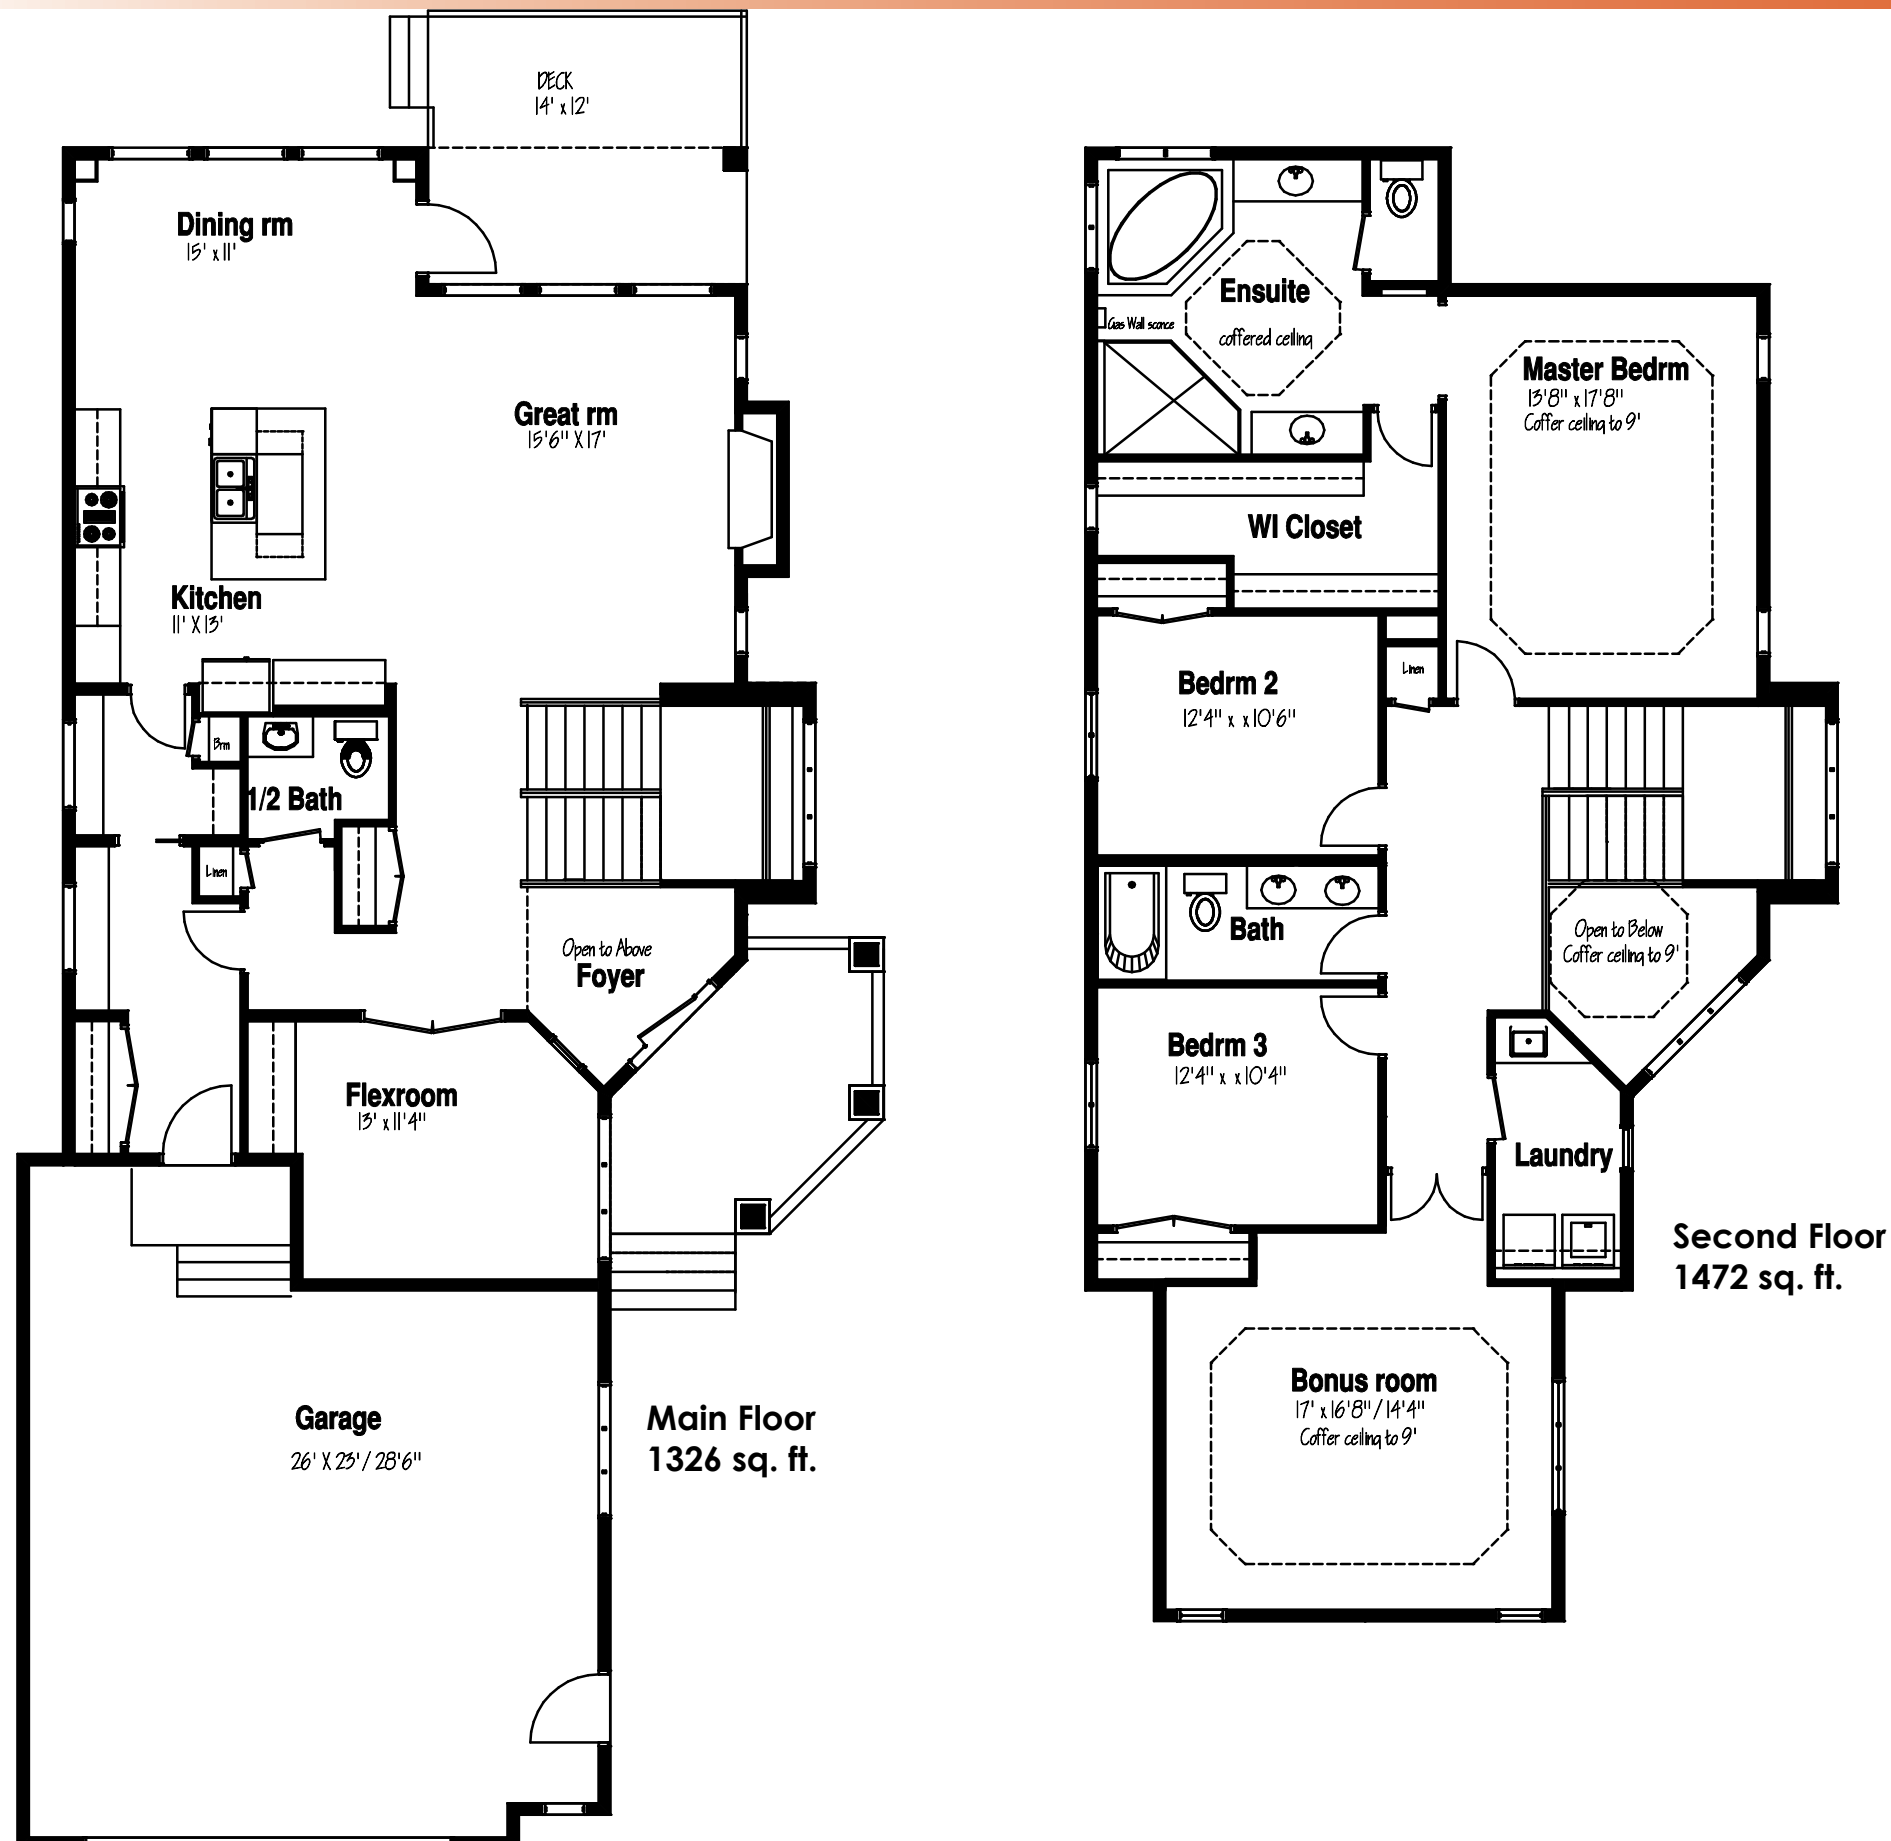 DECK
14' x 12'
Dining rm
15' x 11'
Great rm
15'6" X 17'
Kitchen
11' X 13'
Brm
1/2 Bath
Linen
Open to Above
Foyer
Flexroom
13' x 11'4"
Garage
26' X 23' / 28'6"
Main Floor
1326 sq. ft.
Ensuite
coffered ceiling
Gas Wall sconce
Master Bedrm
13'8" x 17'8"
Coffer ceiling to 9'
WI Closet
Bedrm 2
12'4" x x10'6"
Linen
Bath
Open to Below
Coffer ceiling to 9'
Bedrm 3
12'4" x x10'4"
Laundry
Second Floor
1472 sq. ft.
Bonus room
17' x 16'8" / 14'4"
Coffer ceiling to 9'